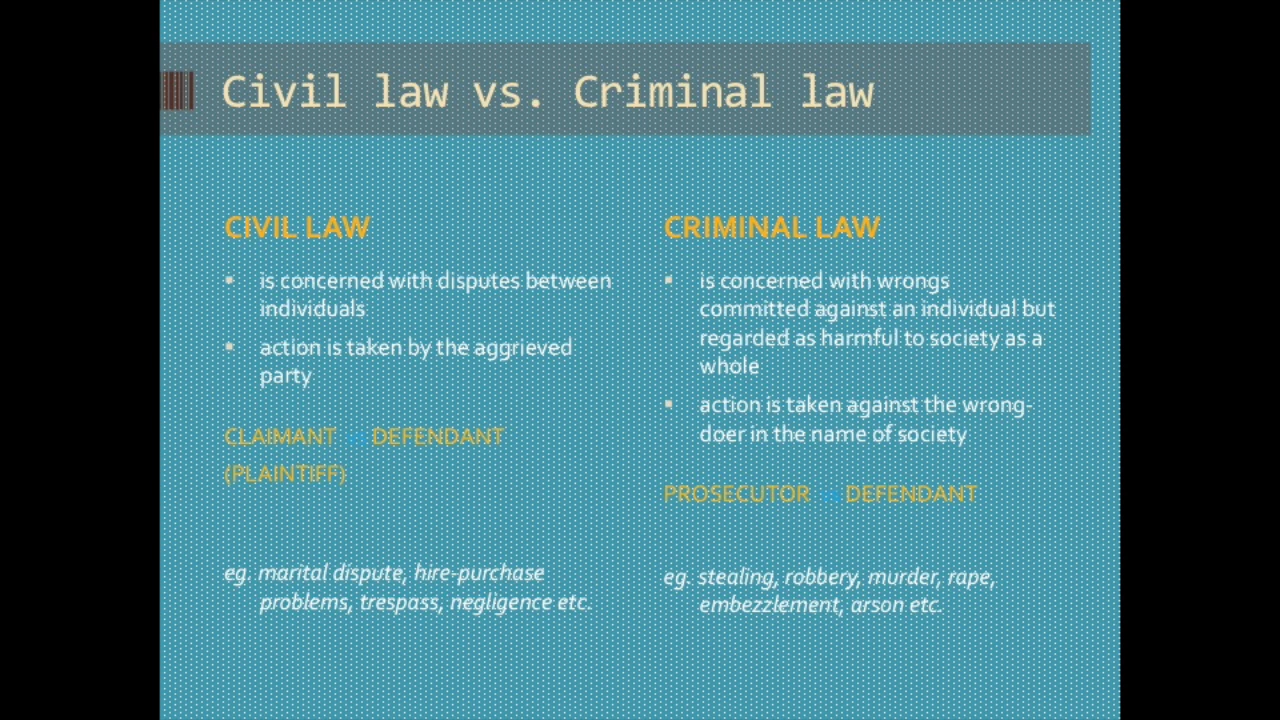 Civil law vs. Criminal law
CIVIL LAW
▪ is concerned with disputes between
individuals
▪ action is taken by the aggrieved
party
CLAIMANT DEFENDANT
(PLAINTIFF)
eg. marital dispute, hire-purchase
problems, trespass, negligence etc.
CRIMINAL LAW
▪ is concerned with wrongs
committed against an individual but
regarded as harmful to society as a
whole
▪ action is taken against the wrong-
doer in the name of society
PROSECUTOR DEFENDANT
eg. stealing, robbery, murder, rape,
embezzlement, arson etc.